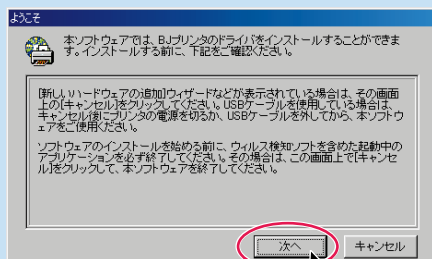 ようこそ
本ソフトウェアでは、BJプリンタのドライバをインストールすることができま
す。インストールする前に、下記をご確認ください。
[新しいハードウェアの追加]ウィザードなどが表示されている場合は、その画面
上の[キャンセル]をクリックしてください。USBケーブルを使用している場合は、
キャンセル後にプリンタの電源を切るか、USBケーブルを外してから、本ソフトウ
ェアをご使用ください。
ソフトウェアのインストールを始める前に、ウィルス検知ソフトを含めた起動中の
アプリケーションを必ず終了してください。その場合は、この画面上で[キャンセ
ル]をクリックして、本ソフトウェアを終了してください。
次へ
キャンセル